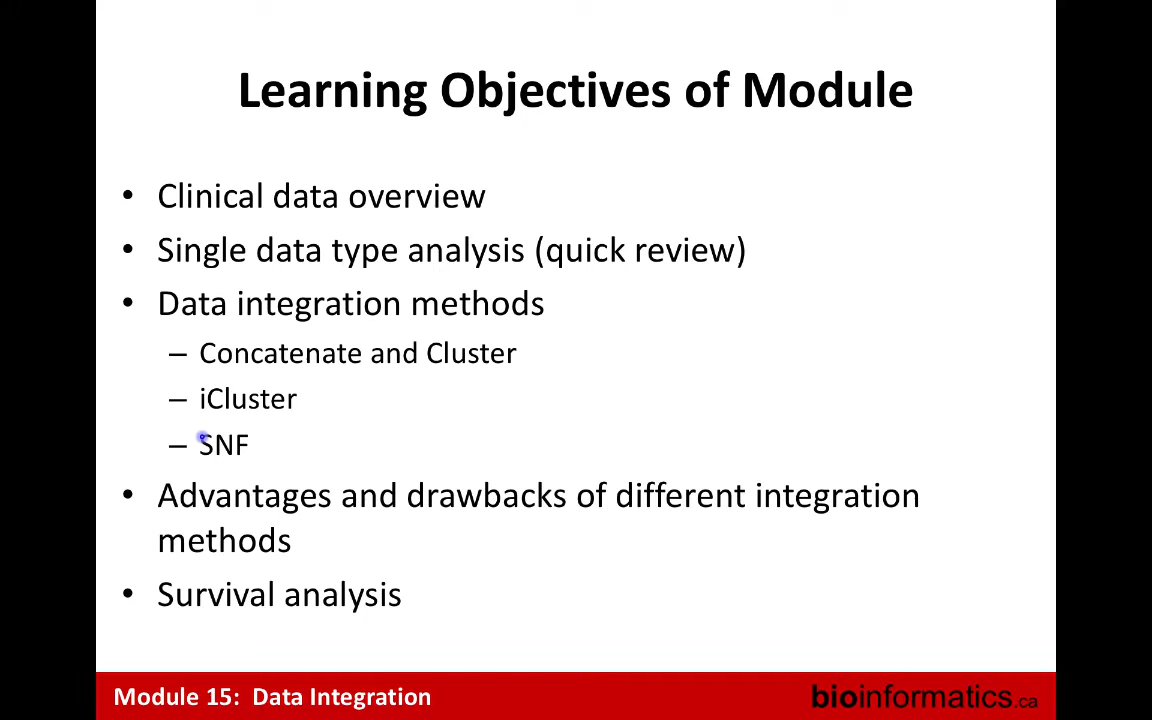 Learning Objectives of Module
• Clinical data overview
• Single data type analysis (quick review)
• Data integration methods
– Concatenate and Cluster
– iCluster
– SNF
• Advantages and drawbacks of different integration
methods
• Survival analysis
Module 15: Data Integration
bioinformatics.ca